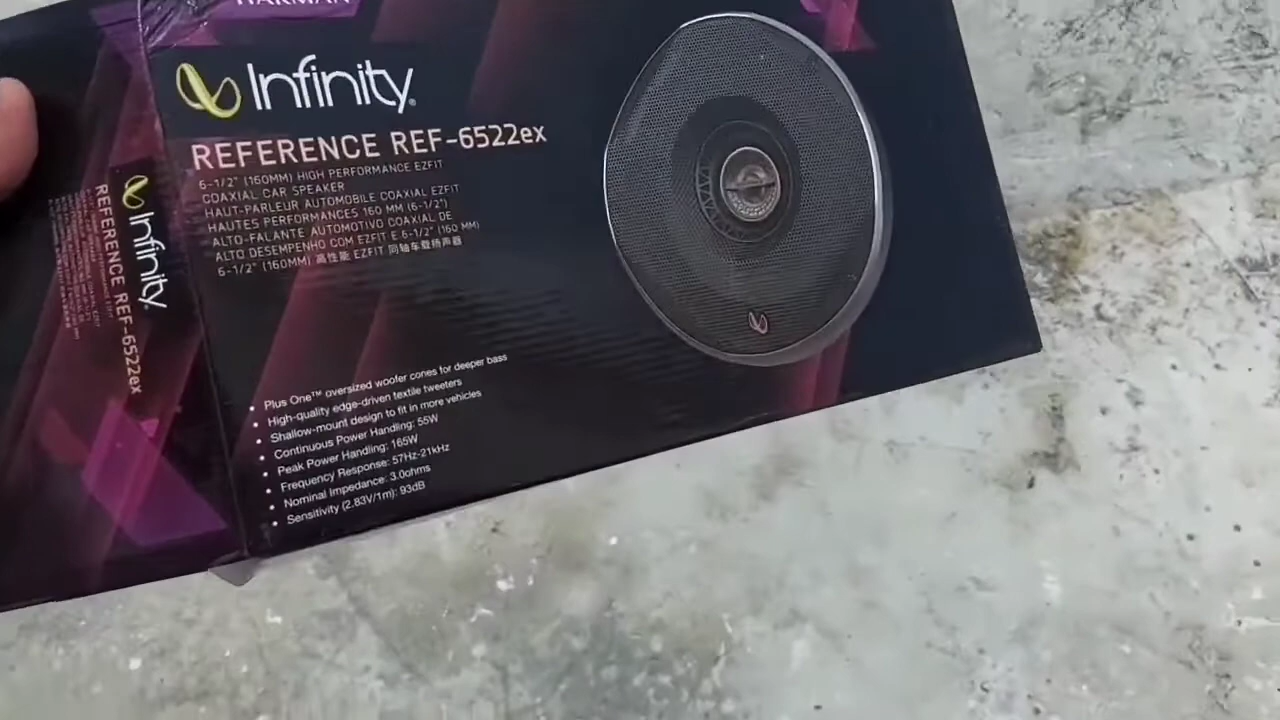 HARMAN
Infinity
REFERENCE REF-6522ex
6-1/2" (160MM) HIGH PERFORMANCE EZFIT
COAXIAL CAR SPEAKER
HAUT-PARLEUR AUTOMOBILE COAXIAL EZFIT
HAUTES PERFORMANCES 160 MM (6-1/2")
ALTO-FALANTE AUTOMOTIVO COAXIAL DE
ALTO DESEMPENHO COM EZFIT E 6-1/2" (160 MM)
6-1/2" (160MM) 高性能 EZFIT 同轴车载扬声器
• Plus One™ oversized woofer cones for deeper bass
• High-quality edge-driven textile tweeters
• Shallow-mount design to fit in more vehicles
• Continuous Power Handling: 55W
• Peak Power Handling: 165W
• Frequency Response: 57Hz-21kHz
• Nominal Impedance: 3.0ohms
• Sensitivity (2.83V/1m): 93dB
Infinity
REFERENCE REF-6522ex